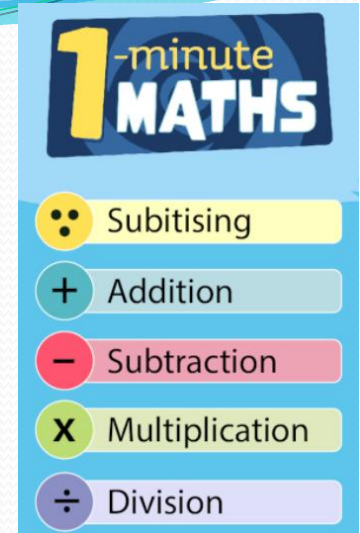 1-minute
MATHS
Subitising
+ Addition
- Subtraction
x Multiplication
÷ Division